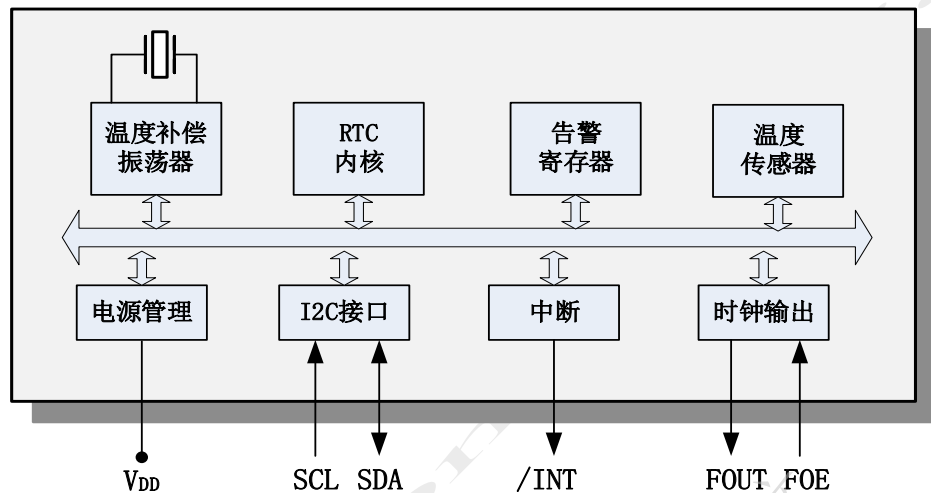 温度补偿
振荡器
RTC
内核
告警
寄存器
温度
传感器
电源管理
I2C接口
中断
时钟输出
VDD
SCL SDA
/INT
FOUT FOE